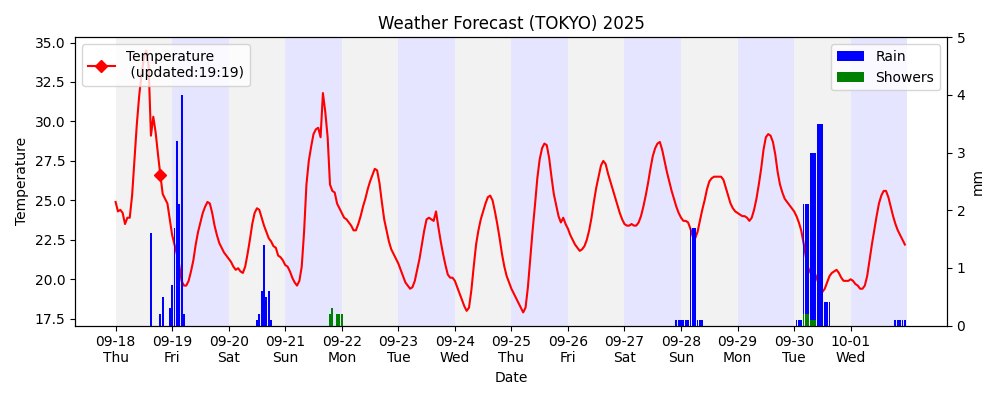 Weather Forecast (TOKYO) 2025
Temperature
(updated:19:19)
Rain
Showers
35.0
32.5
30.0
27.5
25.0
22.5
20.0
17.5
Temperature
5
4
3
2
1
0
mm
09-18 09-19 09-20 09-21 09-22 09-23 09-24 09-25 09-26 09-27 09-28 09-29 09-30 10-01
Thu Fri Sat Sun Mon Tue Wed Thu Fri Sat Sun Mon Tue Wed
Date